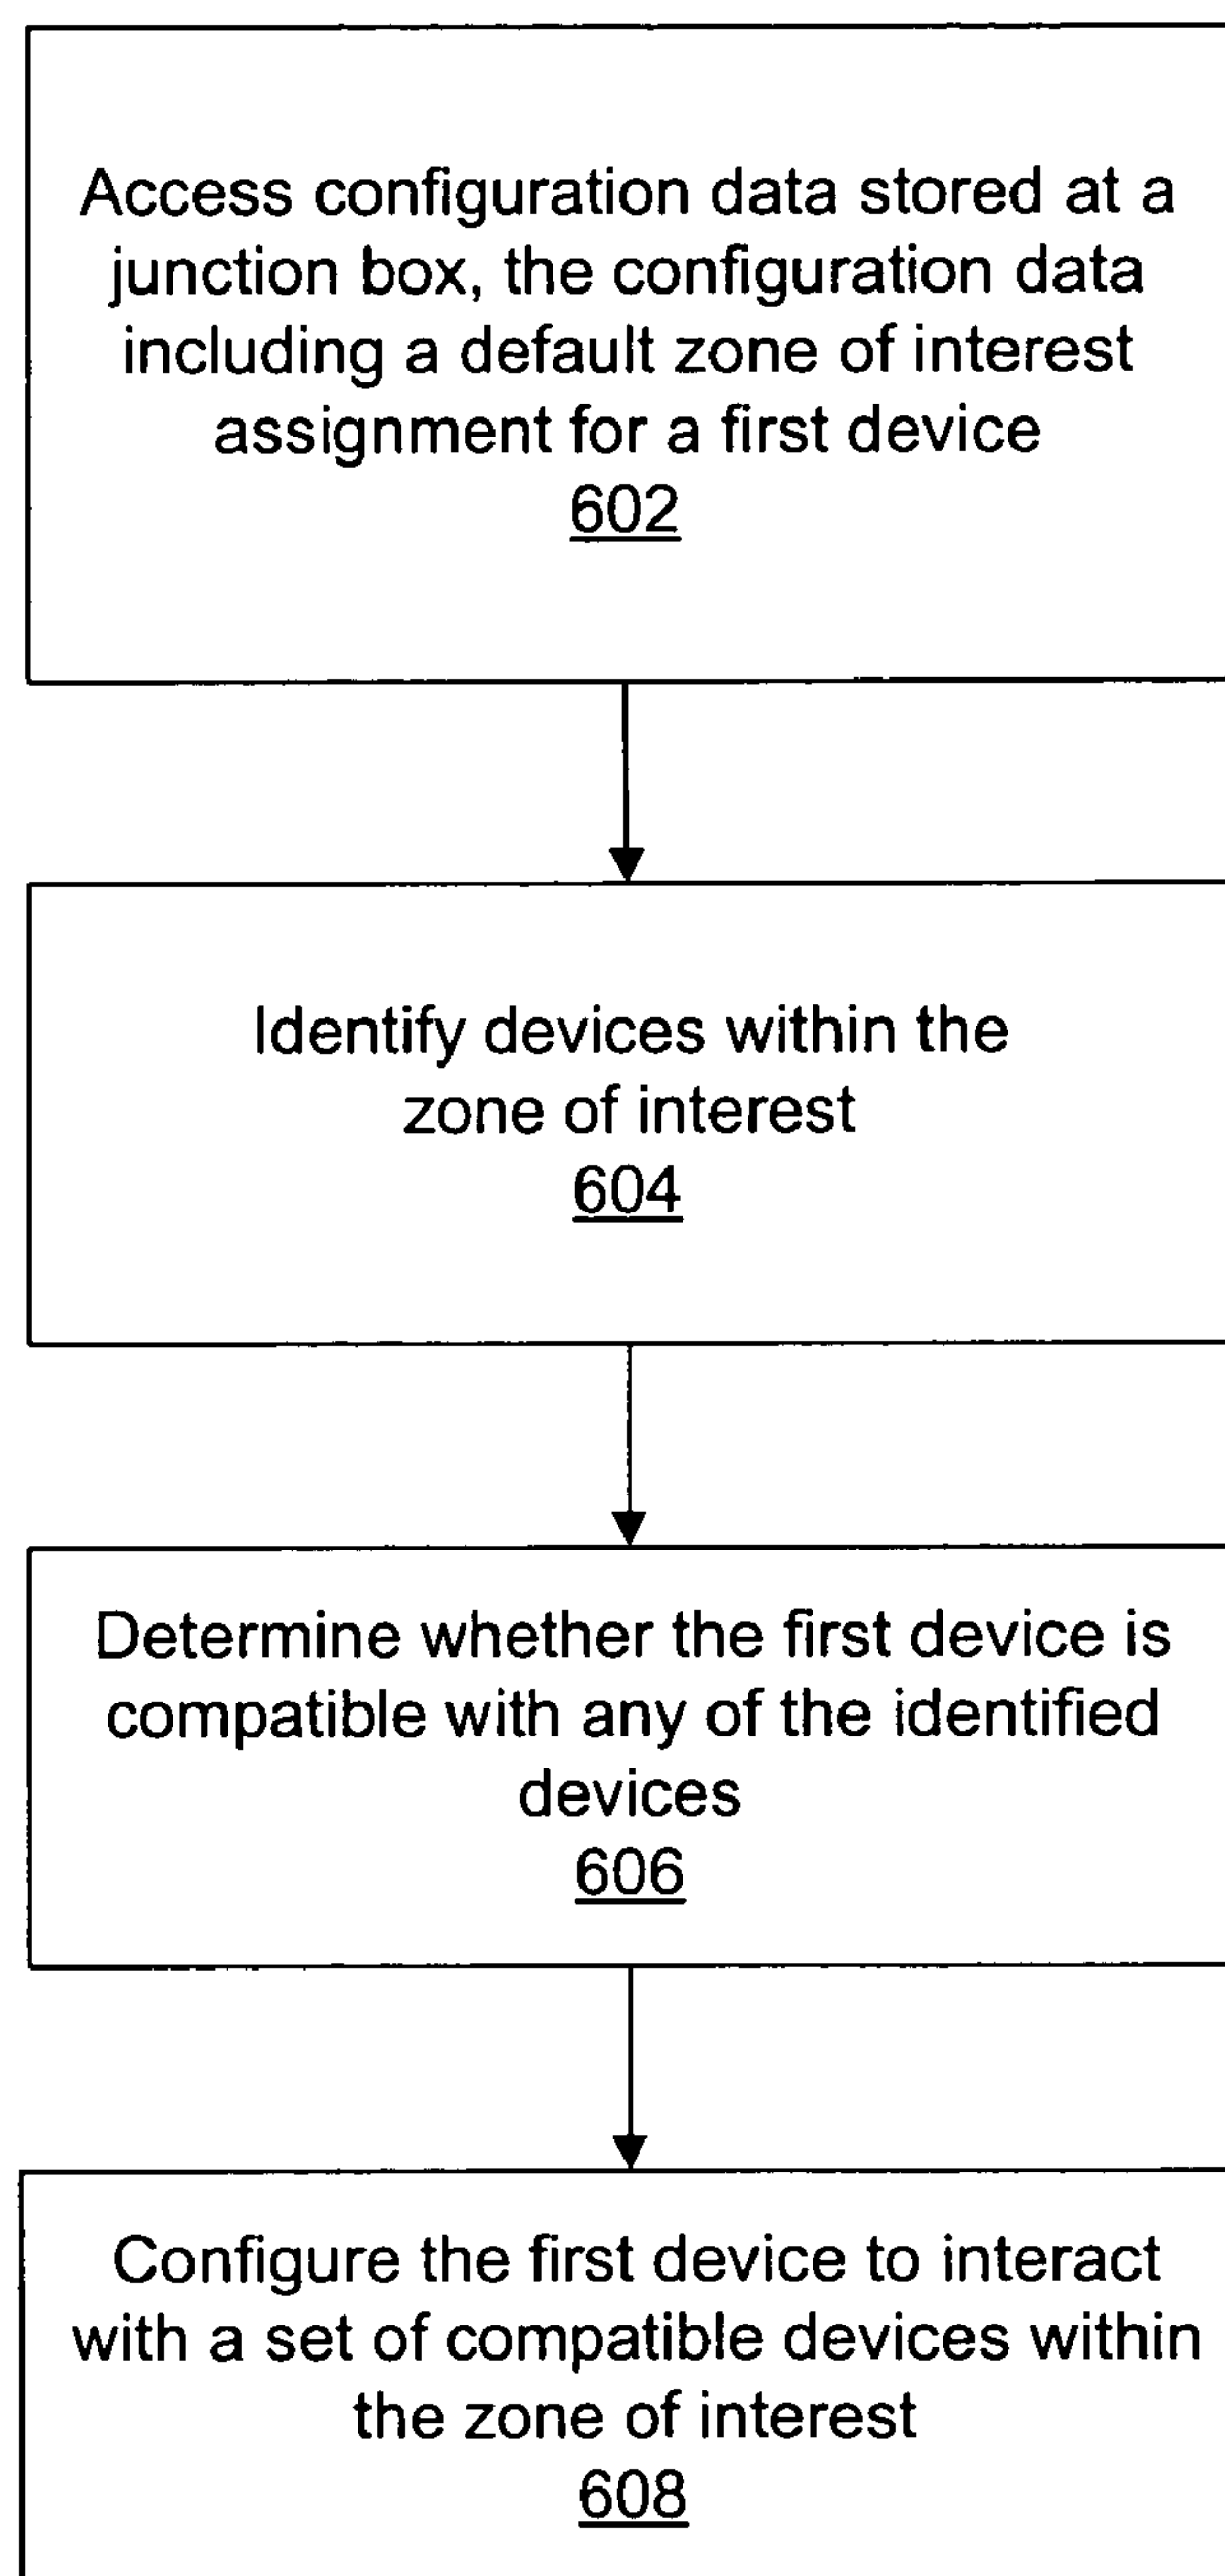 Access configuration data stored at a
junction box, the configuration data
including a default zone of interest
assignment for a first device
602
Identify devices within the
zone of interest
604
Determine whether the first device is
compatible with any of the identified
devices
606
Configure the first device to interact
with a set of compatible devices within
the zone of interest
608